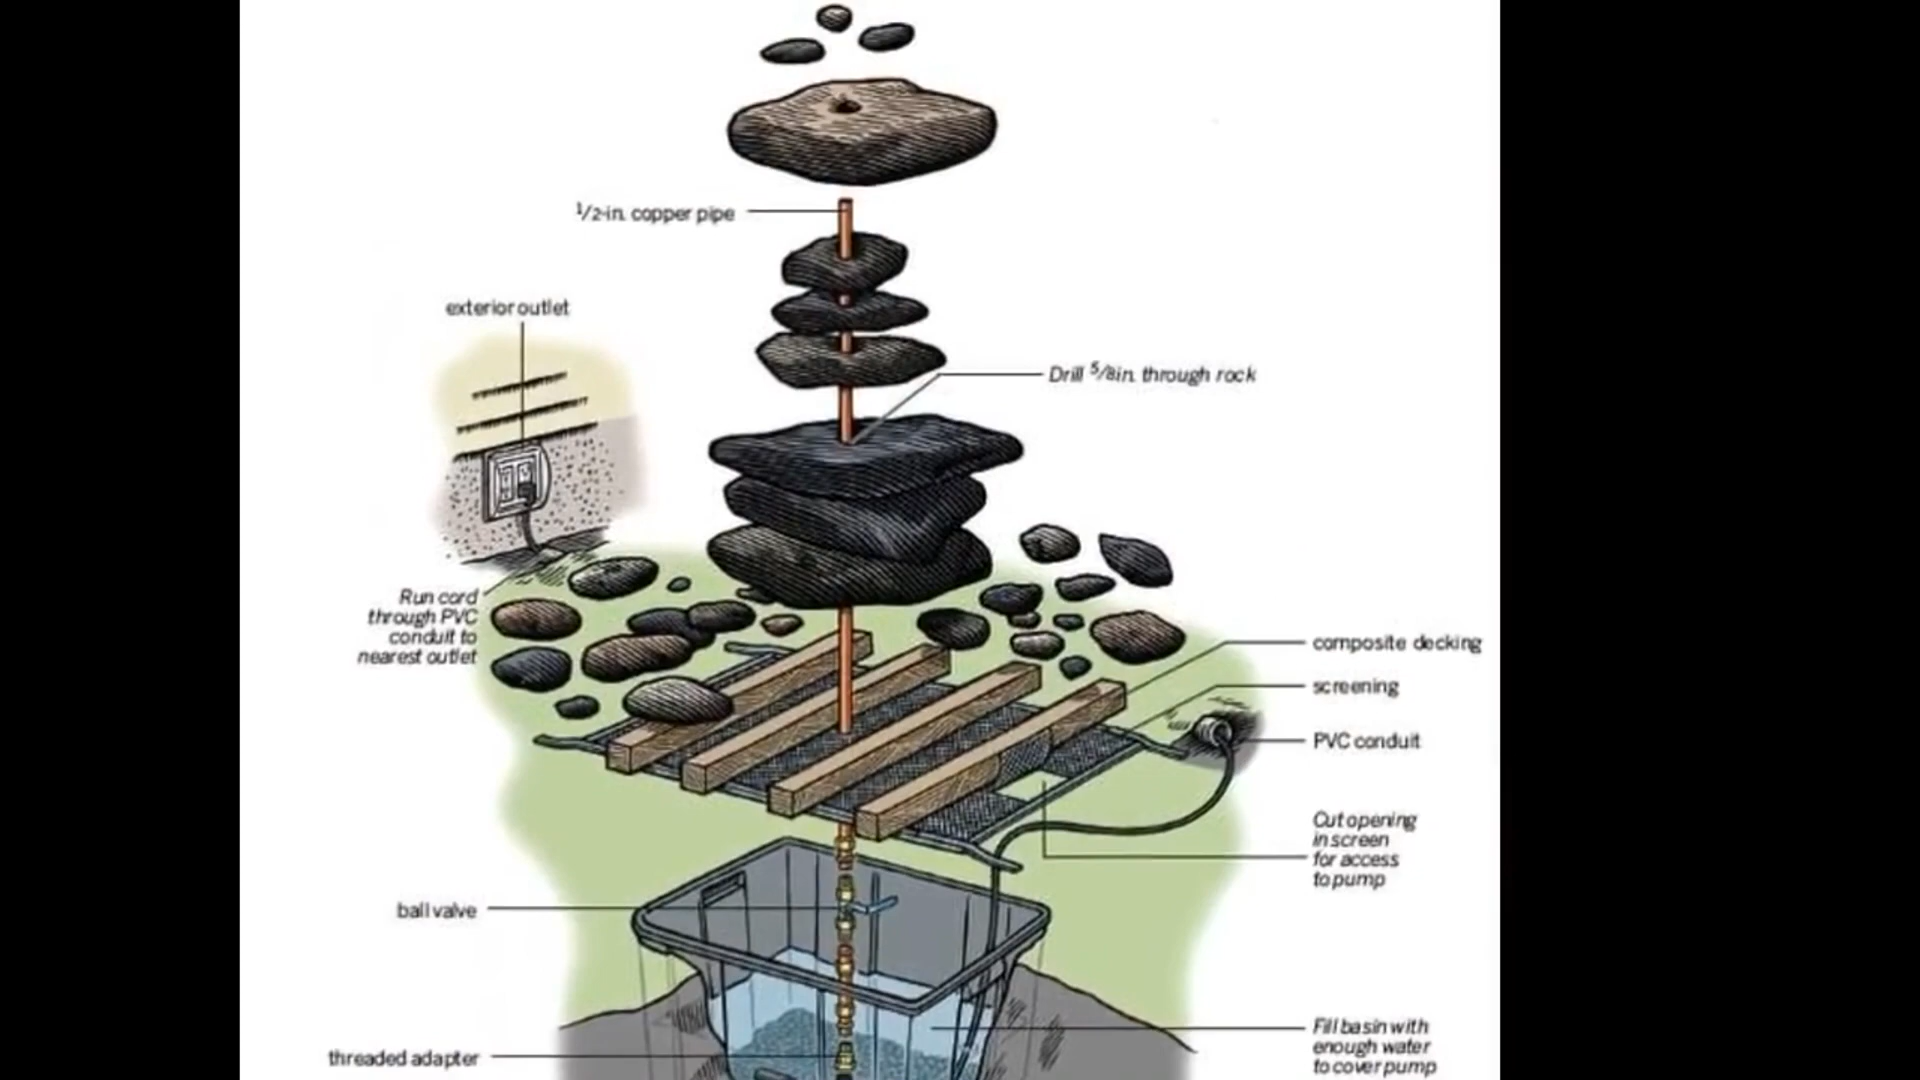 1/2-in. copper pipe
exterior outlet
Drill 5/8in. through rock
Run cord
through PVC
conduit to
nearest outlet
composite decking
screening
PVC conduit
Cut opening
in screen
for access
to pump
ball valve
Fill basin with
enough water
to cover pump
threaded adapter